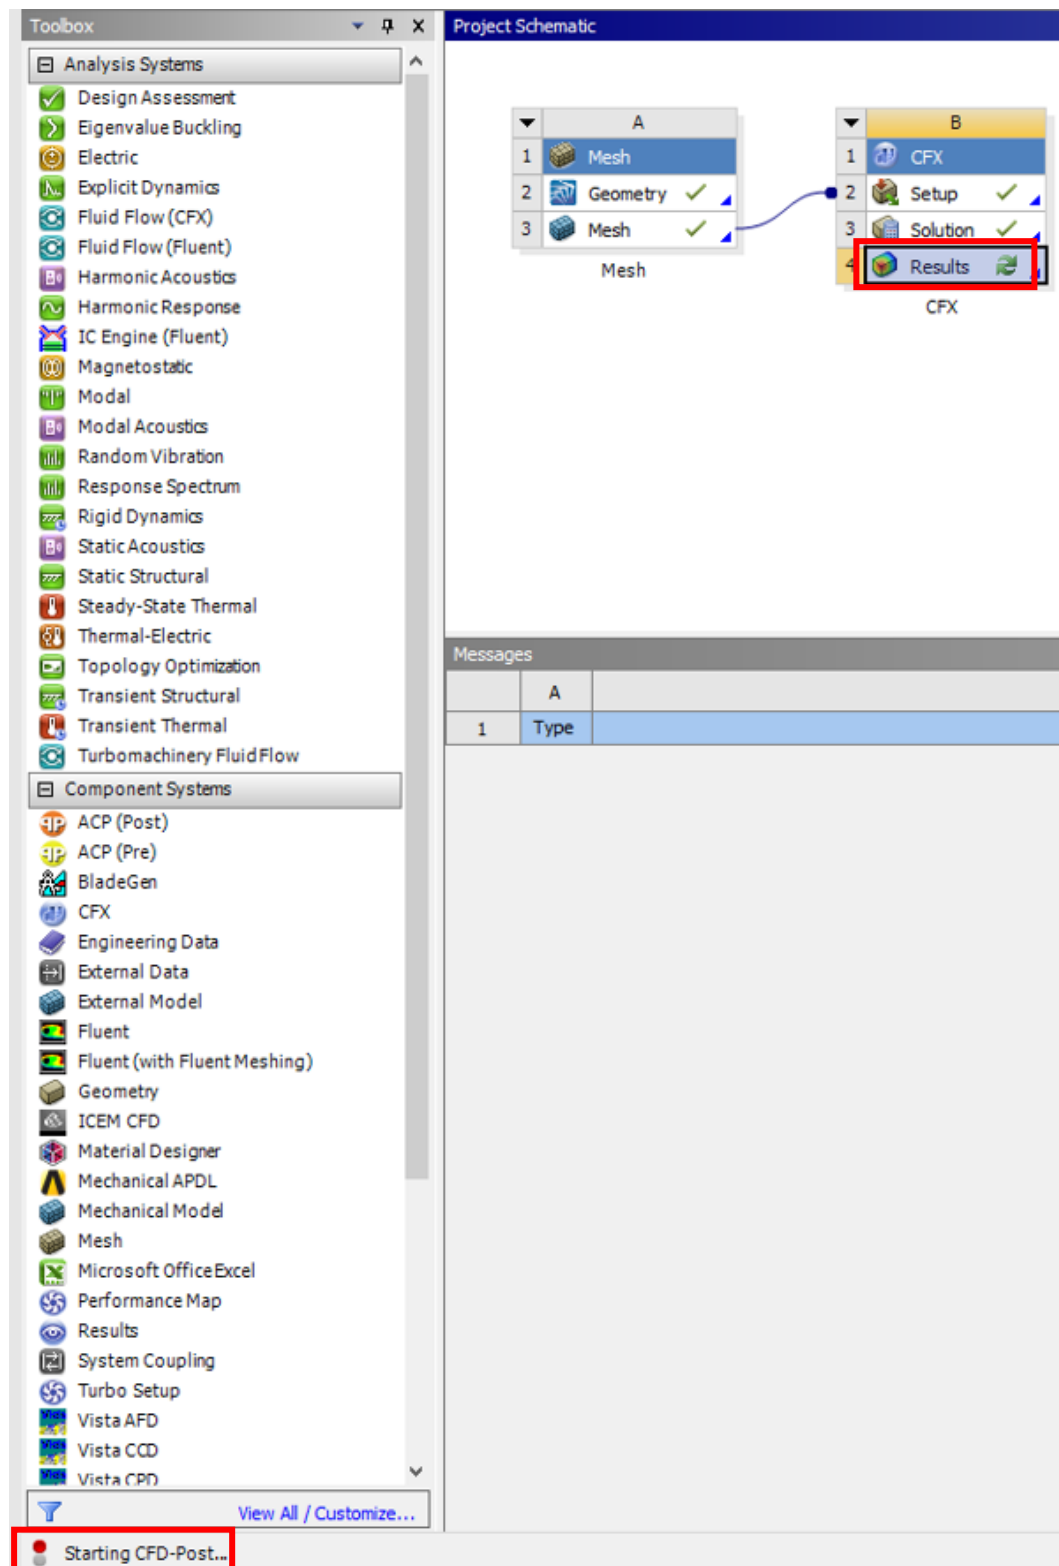 Toolbox
Analysis Systems
Design Assessment
Eigenvalue Buckling
Electric
Explicit Dynamics
Fluid Flow (CFX)
Fluid Flow (Fluent)
Harmonic Acoustics
Harmonic Response
IC Engine (Fluent)
Magnetostatic
Modal
Modal Acoustics
Random Vibration
Response Spectrum
Rigid Dynamics
Static Acoustics
Static Structural
Steady-State Thermal
Thermal-Electric
Topology Optimization
Transient Structural
Transient Thermal
Turbomachinery Fluid Flow
Component Systems
ACP (Post)
ACP (Pre)
BladeGen
CFX
Engineering Data
External Data
External Model
Fluent
Fluent (with Fluent Meshing)
Geometry
ICEM CFD
Material Designer
Mechanical APDL
Mechanical Model
Mesh
Microsoft Office Excel
Performance Map
Results
System Coupling
Turbo Setup
Vista AFD
Vista CCD
Vista CPD
View All / Customize...
Starting CFD-Post...
Project Schematic
A
1 Mesh
2 Geometry
3 Mesh
Mesh
B
1 CFX
2 Setup
3 Solution
4 Results
CFX
Messages
A
1 Type